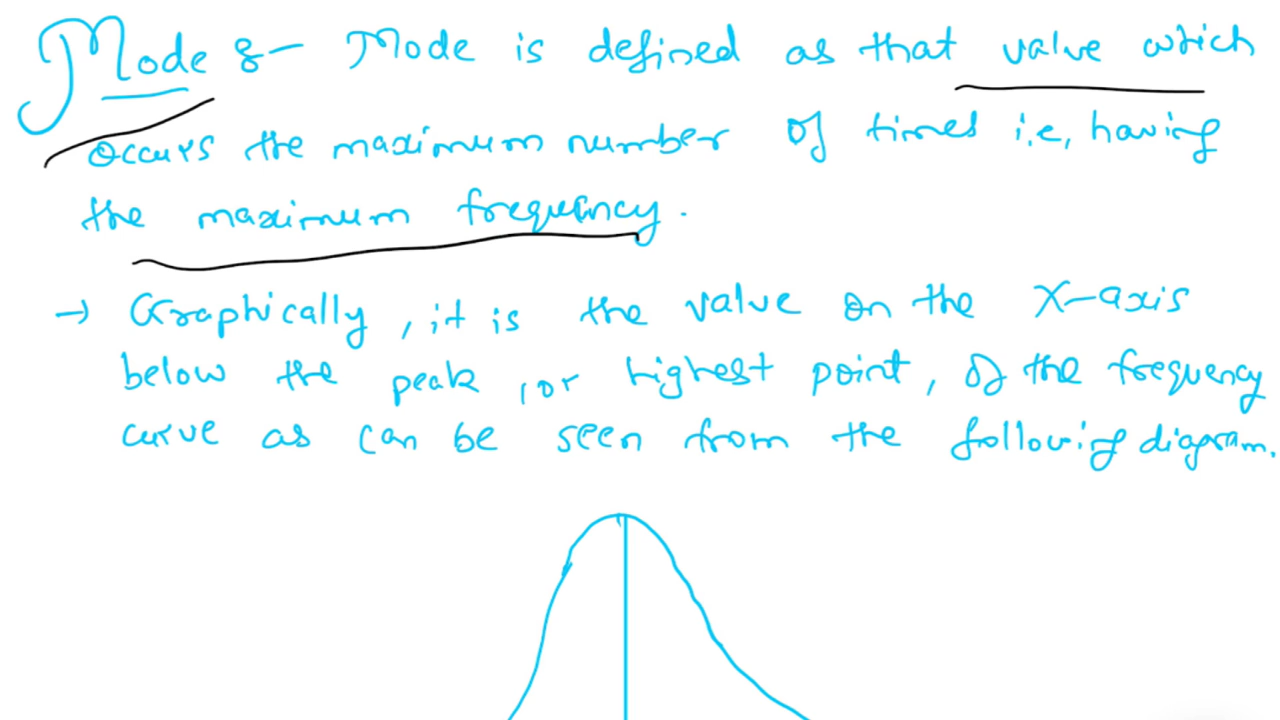 Mode :- Mode is defined as that value which
occurs the maximum number of times i.e, having
the maximum frequency.
→ Graphically, it is the value on the X-axis
below the peak, or highest point, of the frequency
curve as can be seen from the following diagram.